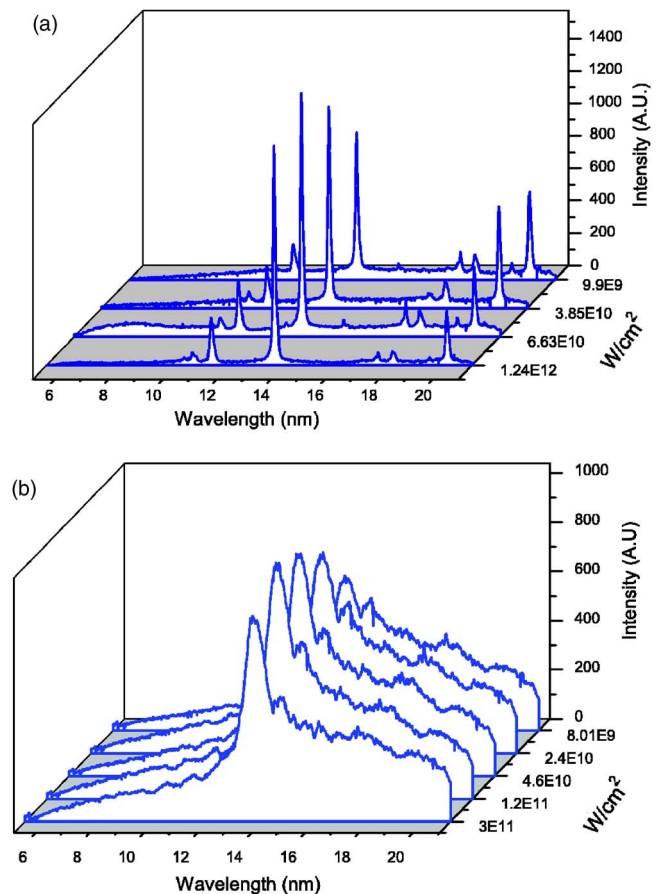 (a)
1400
1200
1000
800
600
400
200
0
Intensity (A.U.)
9.9E9
3.85E10
6.63E10
1.24E12
W/cm²
6 8 10 12 14 16 18 20
Wavelength (nm)
(b)
1000
800
600
400
200
0
Intensity (A.U)
8.01E9
2.4E10
4.6E10
1.2E11
3E11
W/cm²
6 8 10 12 14 16 18 20
Wavelength (nm)